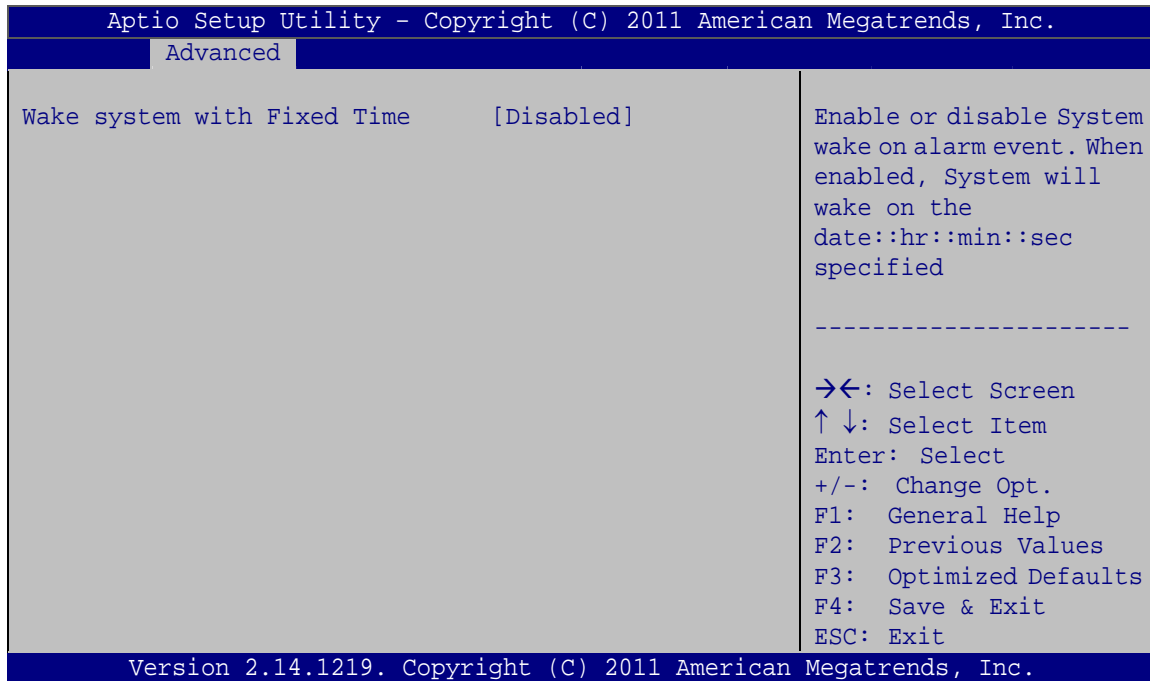 Aptio Setup Utility – Copyright (C) 2011 American Megatrends, Inc.
Advanced
Wake system with Fixed Time [Disabled]
Enable or disable System
wake on alarm event. When
enabled, System will
wake on the
date::hr::min::sec
specified
----------------------
→←: Select Screen
↑ ↓: Select Item
Enter: Select
+/-: Change Opt.
F1: General Help
F2: Previous Values
F3: Optimized Defaults
F4: Save & Exit
ESC: Exit
Version 2.14.1219. Copyright (C) 2011 American Megatrends, Inc.